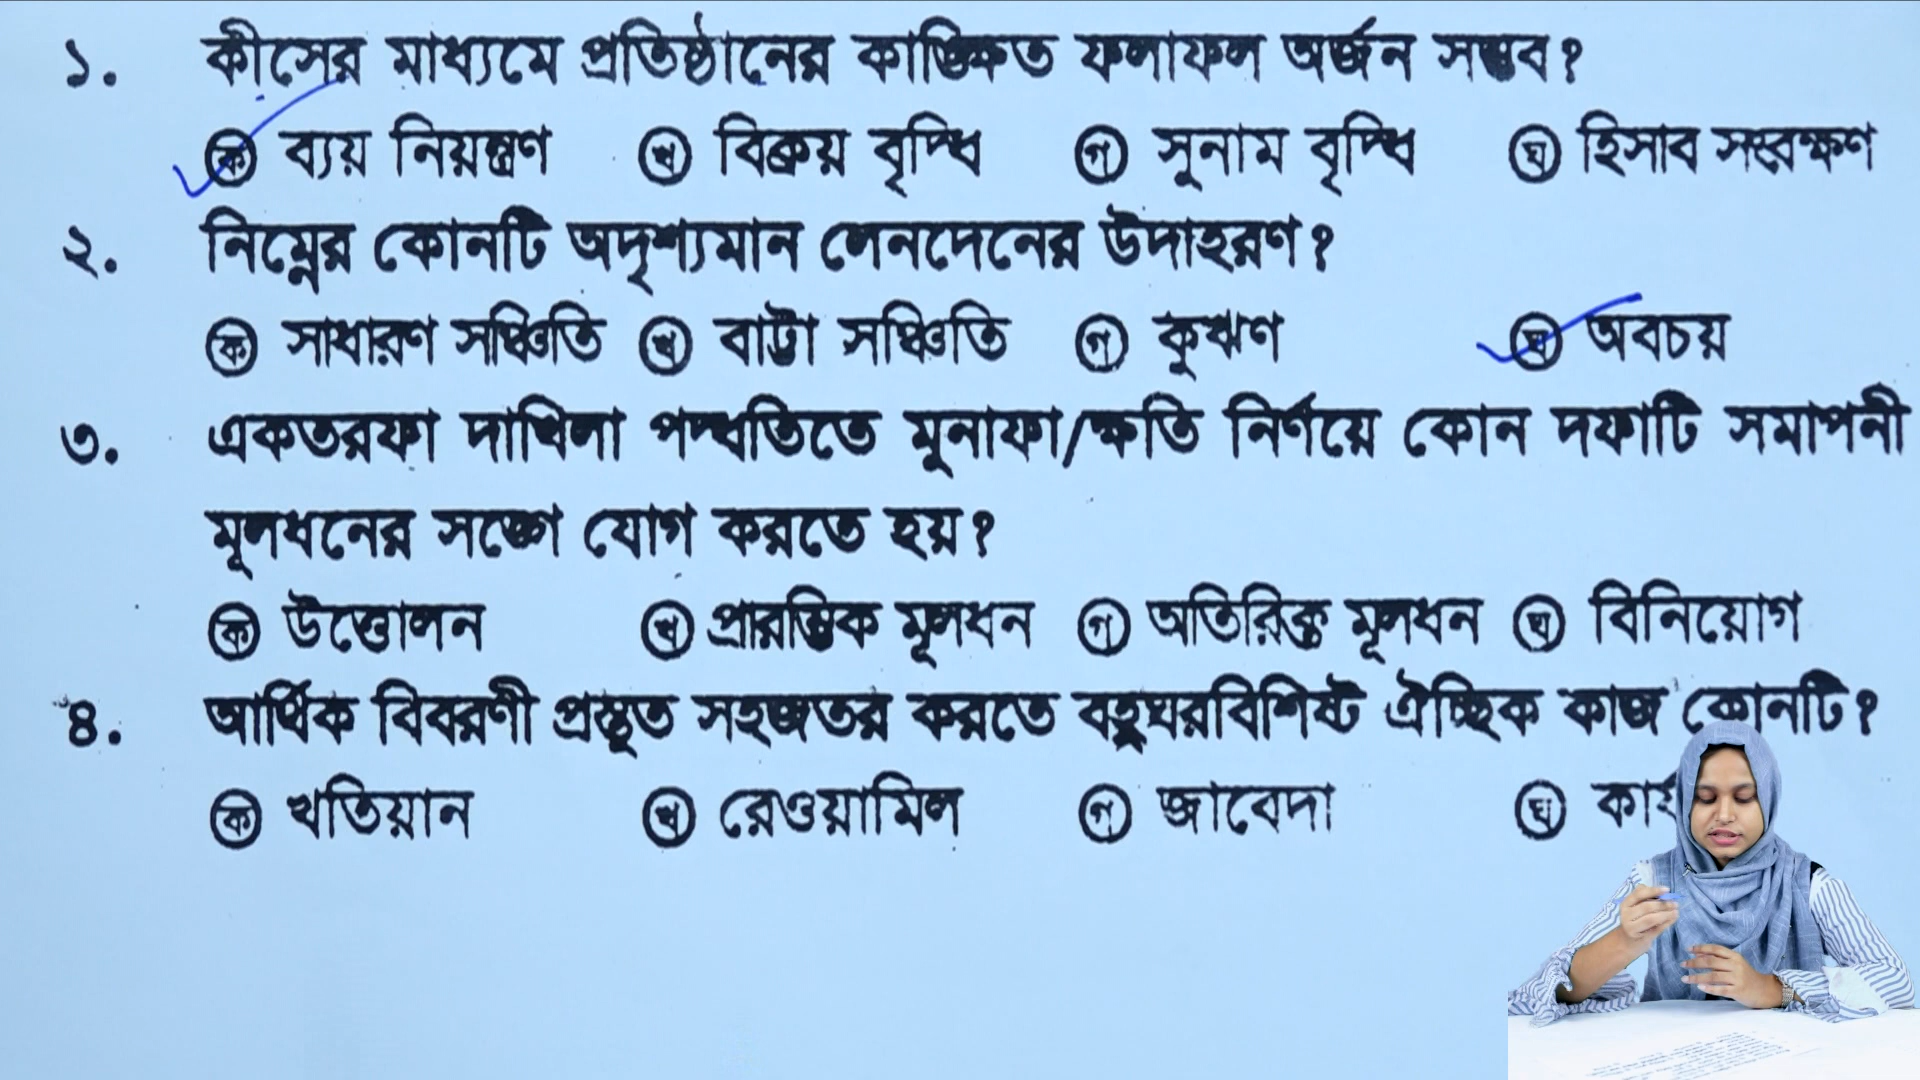 ১. কীসের মাধ্যমে প্রতিষ্ঠানের কাঙ্ক্ষিত ফলাফল অর্জন সম্ভব?
ক ব্যয় নিয়ন্ত্রণ খ বিক্রয় বৃদ্ধি গ সুনাম বৃদ্ধি ঘ হিসাব সংরক্ষণ
২. নিম্নের কোনটি অদৃশ্যমান লেনদেনের উদাহরণ?
ক সাধারণ সঞ্চিতি খ বাট্টা সঞ্চিতি গ কুঋণ ঘ অবচয়
৩. একতরফা দাখিলা পদ্ধতিতে মুনাফা/ক্ষতি নির্ণয়ে কোন দফাটি সমাপনী
মূলধনের সঙ্গে যোগ করতে হয়?
ক উত্তোলন খ প্রারম্ভিক মূলধন গ অতিরিক্ত মূলধন ঘ বিনিয়োগ
৪. আর্থিক বিবরণী প্রস্তুত সহজতর করতে বহুঘরবিশিষ্ট ঐচ্ছিক কাজ কোনটি?
ক খতিয়ান খ রেওয়ামিল গ জাবেদা ঘ